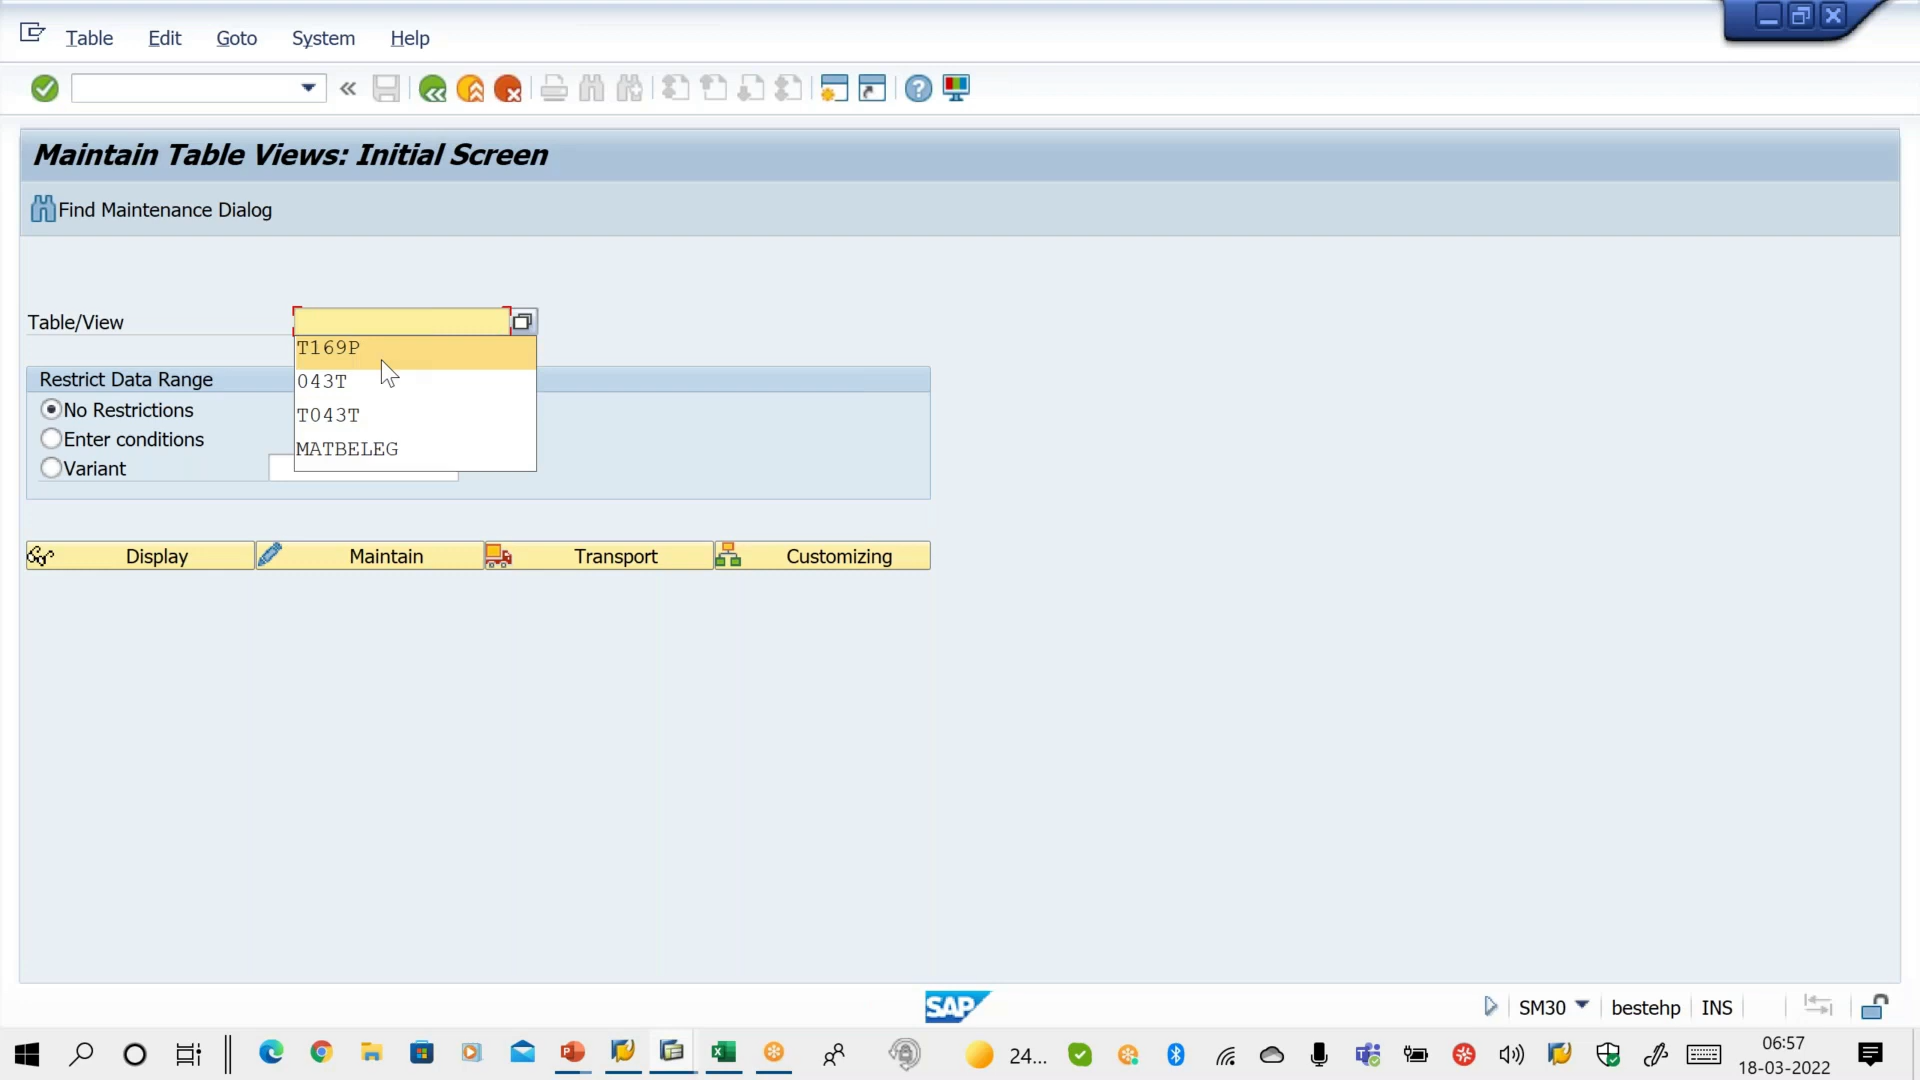 Table Edit Goto System Help
Maintain Table Views: Initial Screen
Find Maintenance Dialog
Table/View
T169P
043T
T043T
MATBELEG
Restrict Data Range
No Restrictions
Enter conditions
Variant
Display Maintain Transport Customizing
SAP
SM30 bestehp INS
24...
06:57
18-03-2022